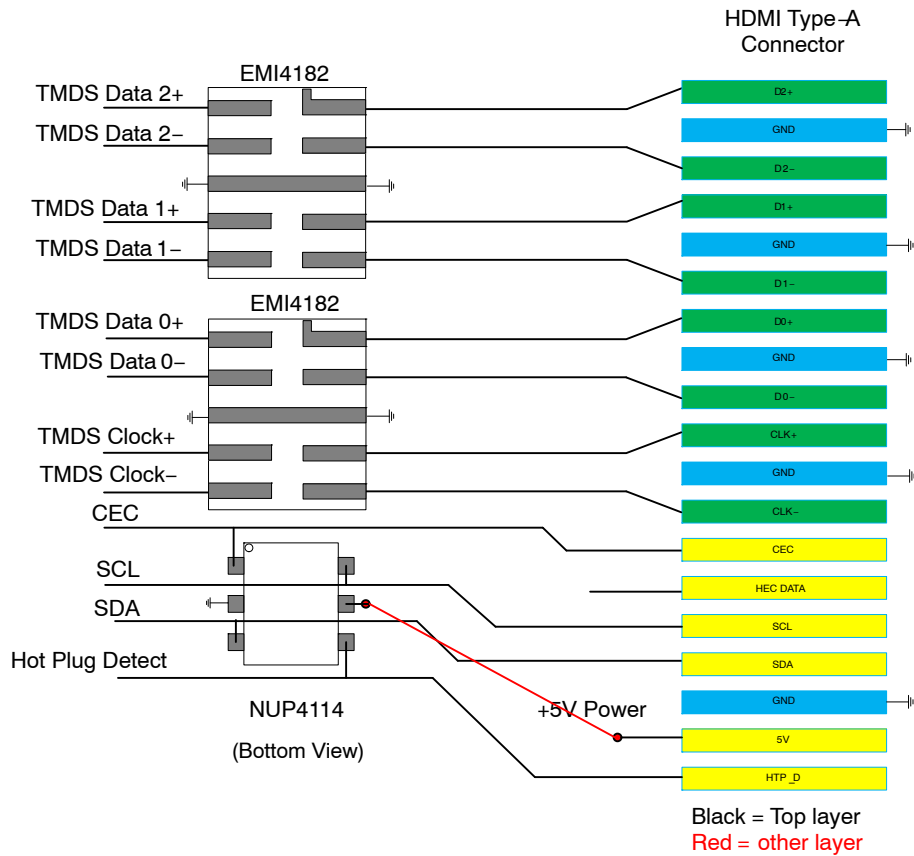 HDMI Type-A
Connector
EMI4182
TMDS Data 2+
TMDS Data 2-
TMDS Data 1+
TMDS Data 1-
D2+
GND
D2-
D1+
GND
D1-
EMI4182
TMDS Data 0+
TMDS Data 0-
TMDS Clock+
TMDS Clock-
D0+
GND
D0-
CLK+
GND
CLK-
CEC
SCL
SDA
Hot Plug Detect
CEC
HEC DATA
SCL
SDA
GND
5V
HTP_D
NUP4114
(Bottom View)
+5V Power
Black = Top layer
Red = other layer